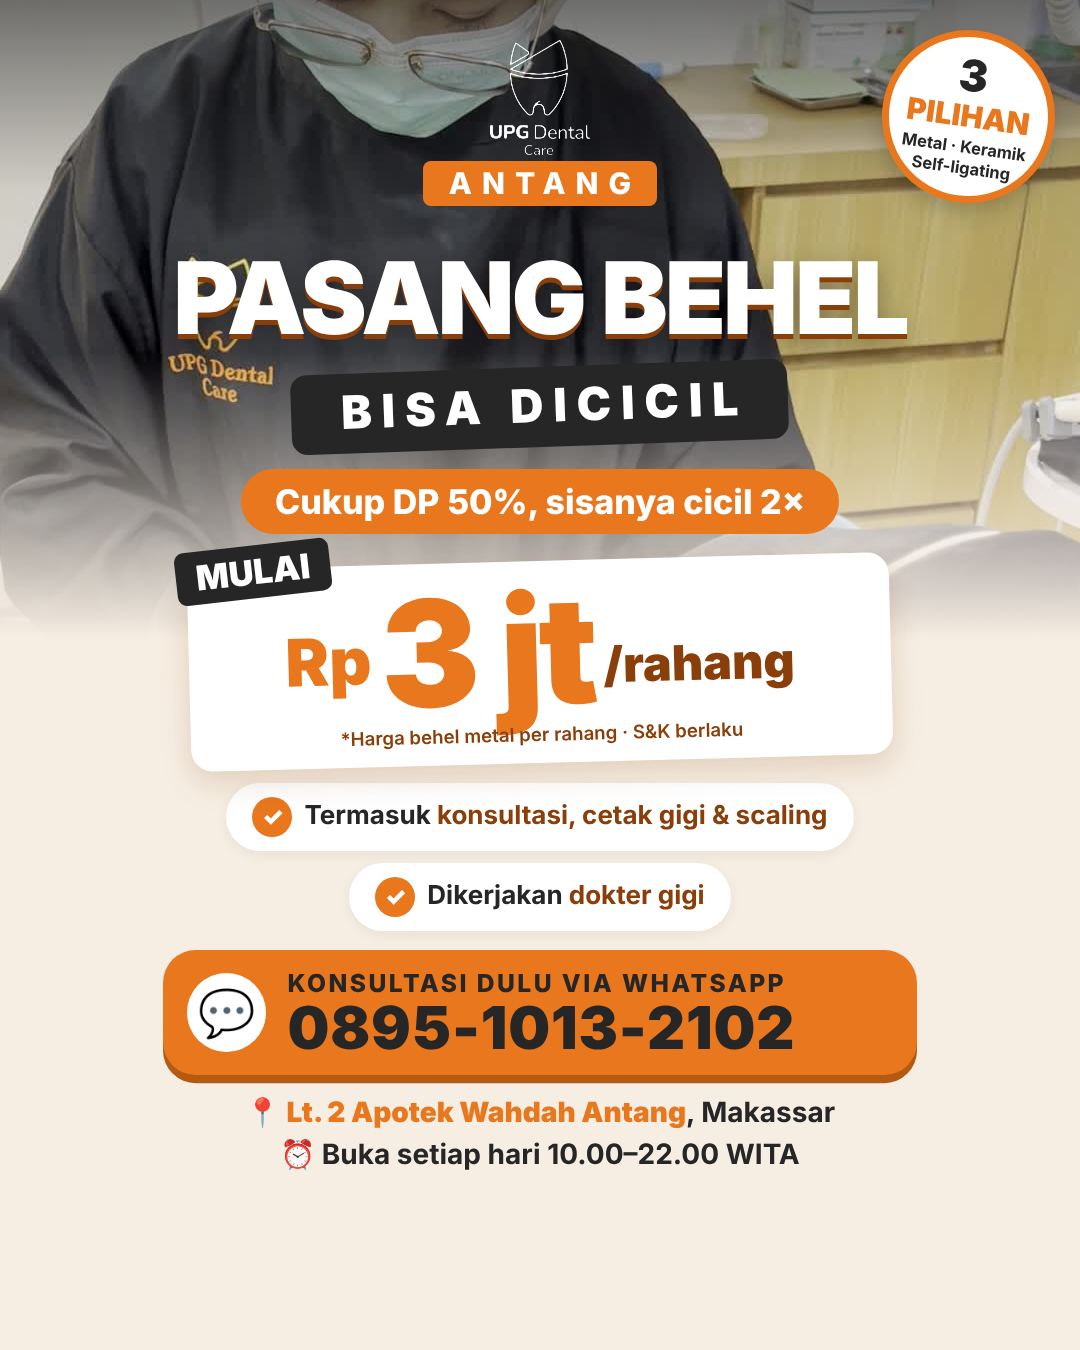 UPG Dental
Care
ANTANG
3
PILIHAN
Metal · Keramik
Self-ligating
PASANG BEHEL
UPG Dental
Care
BISA DICICIL
Cukup DP 50%, sisanya cicil 2×
MULAI
Rp 3 jt /rahang
*Harga behel metal per rahang · S&K berlaku
Termasuk konsultasi, cetak gigi & scaling
Dikerjakan dokter gigi
KONSULTASI DULU VIA WHATSAPP
0895-1013-2102
Lt. 2 Apotek Wahdah Antang, Makassar
Buka setiap hari 10.00–22.00 WITA